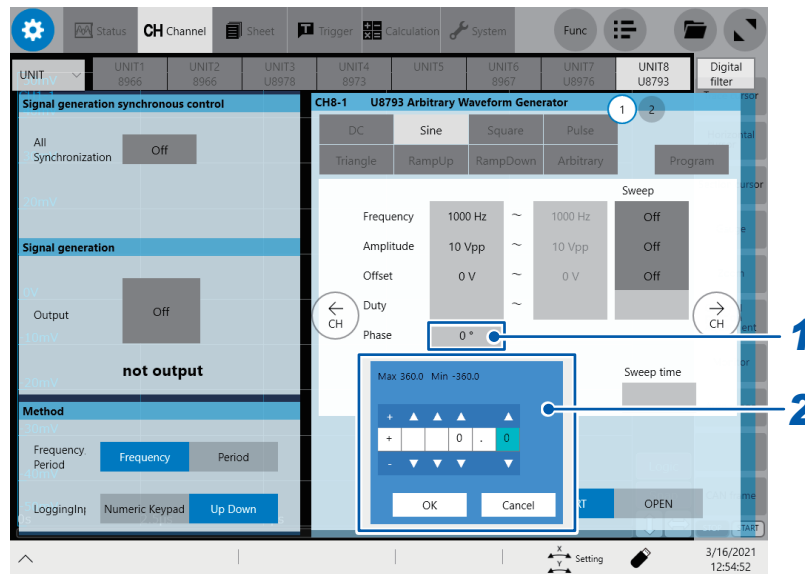 Status CH Channel Sheet Trigger Calculation System Func
UNIT UNIT1 UNIT2 UNIT3 UNIT4 UNIT5 UNIT6 UNIT7 UNIT8 Digital
8966 8966 U8978 8973 8967 U8976 U8793 filter
Signal generation synchronous control
All
Synchronization Off
Signal generation
Output Off
not output
Method
Frequency
Period Frequency Period
LoggingIn Numeric Keypad Up Down
0s
CH8-1 U8793 Arbitrary Waveform Generator 1 2
DC Sine Square Pulse
Triangle RampUp RampDown Arbitrary Program
Sweep
Frequency 1000 Hz ~ 1000 Hz Off
Amplitude 10 Vpp ~ 10 Vpp Off
Offset 0 V ~ 0 V Off
Duty ~
Phase 0 °
← CH
→ CH
1
Sweep time
Max 360.0 Min -360.0
+
+ 0 . 0
-
OK Cancel
2
OPEN
X Y Setting
3/16/2021
12:54:52